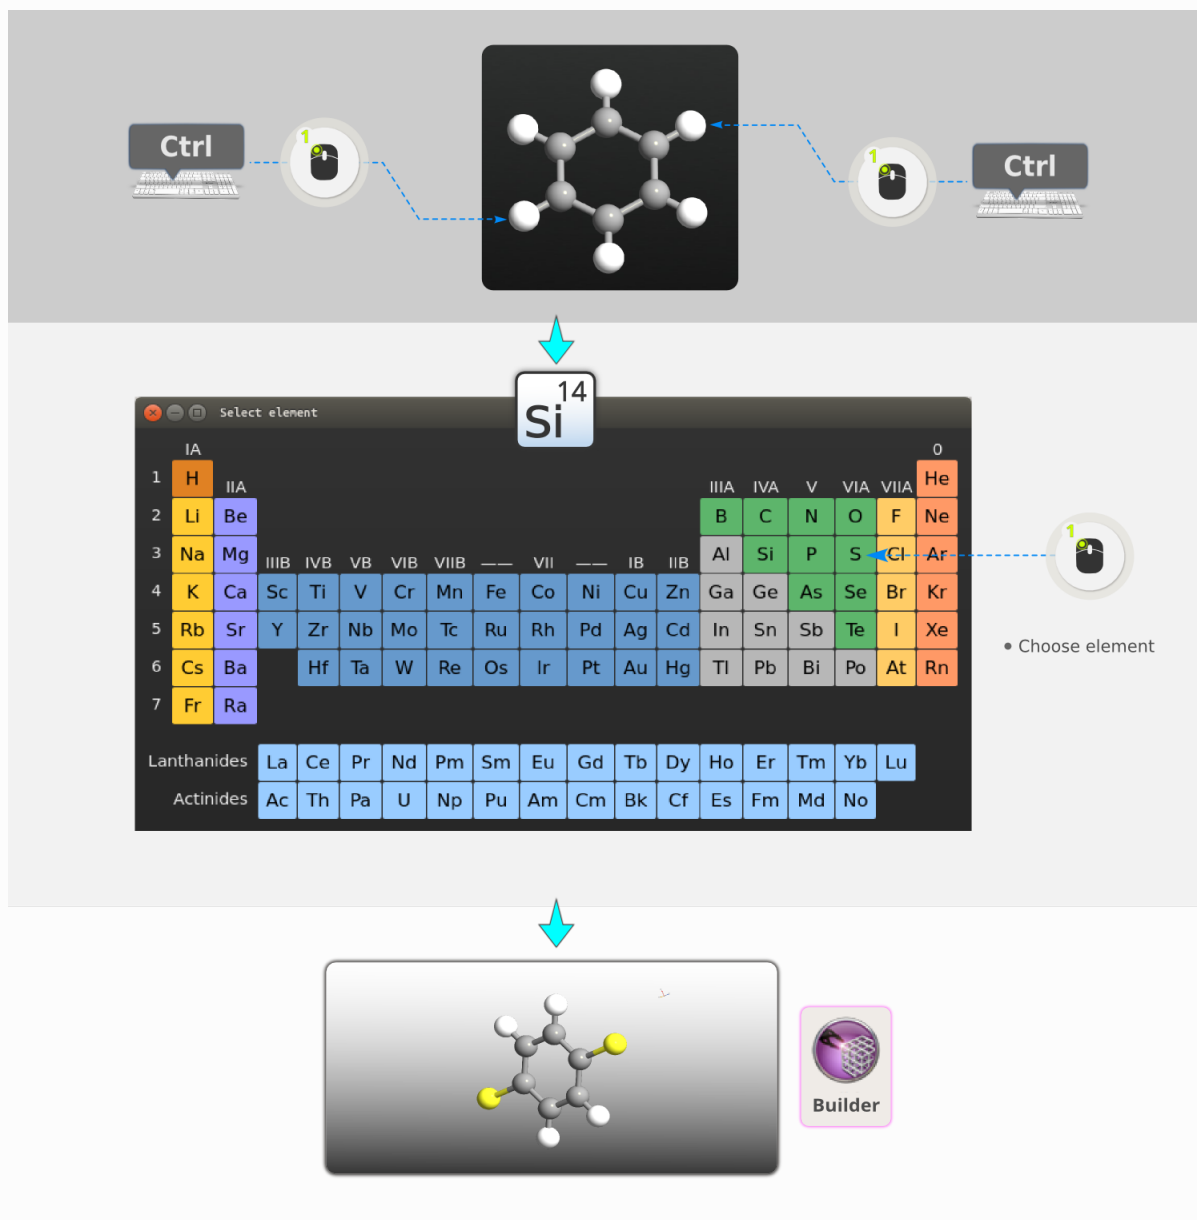 Ctrl
1
1
Ctrl
14
Si
Select element
IA
0
1 H IIA IIIA IVA V VIA VIIA He
2 Li Be B C N O F Ne
3 Na Mg IIIB IVB VB VIB VIIB —— VII —— IB IIB Al Si P S Cl Ar
1
4 K Ca Sc Ti V Cr Mn Fe Co Ni Cu Zn Ga Ge As Se Br Kr
5 Rb Sr Y Zr Nb Mo Tc Ru Rh Pd Ag Cd In Sn Sb Te I Xe
• Choose element
6 Cs Ba Hf Ta W Re Os Ir Pt Au Hg Tl Pb Bi Po At Rn
7 Fr Ra
Lanthanides La Ce Pr Nd Pm Sm Eu Gd Tb Dy Ho Er Tm Yb Lu
Actinides Ac Th Pa U Np Pu Am Cm Bk Cf Es Fm Md No
Builder